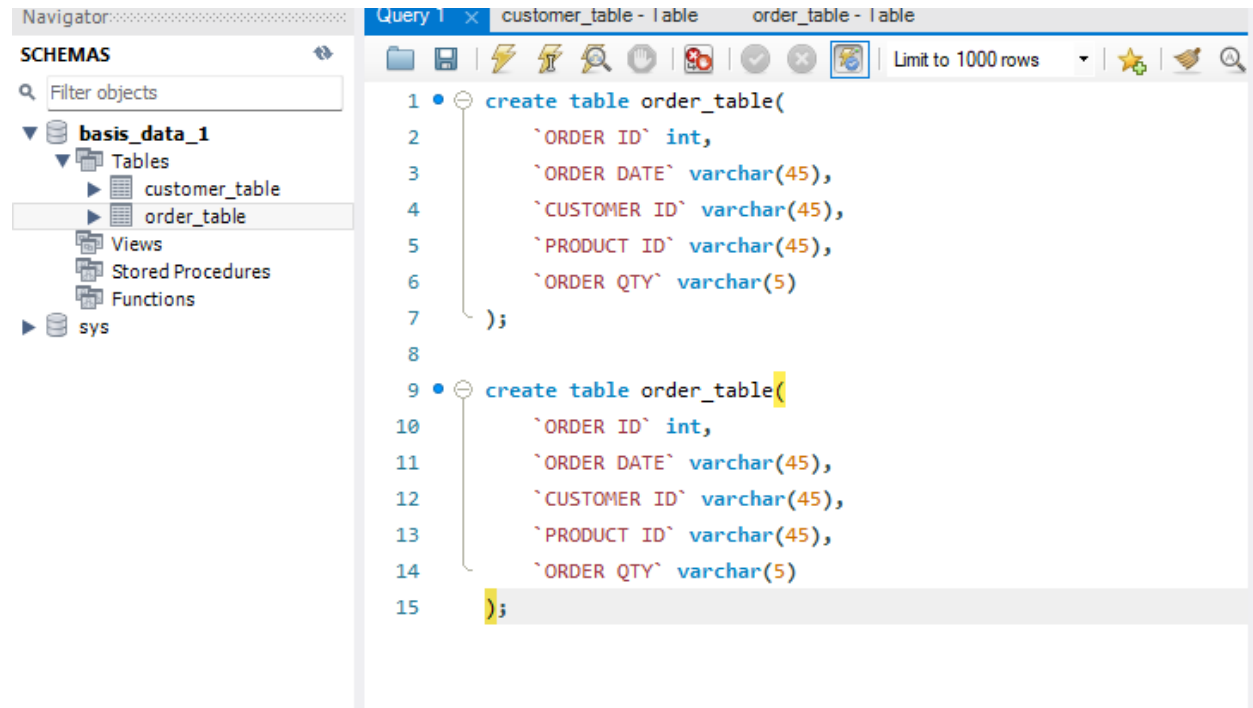 Navigator
SCHEMAS
Filter objects
basis_data_1
Tables
customer_table
order_table
Views
Stored Procedures
Functions
sys
Query 1 customer_table - Table order_table - Table
Limit to 1000 rows
1 create table order_table(
2 `ORDER ID` int,
3 `ORDER DATE` varchar(45),
4 `CUSTOMER ID` varchar(45),
5 `PRODUCT ID` varchar(45),
6 `ORDER QTY` varchar(5)
7 );
8
9 create table order_table(
10 `ORDER ID` int,
11 `ORDER DATE` varchar(45),
12 `CUSTOMER ID` varchar(45),
13 `PRODUCT ID` varchar(45),
14 `ORDER QTY` varchar(5)
15 );